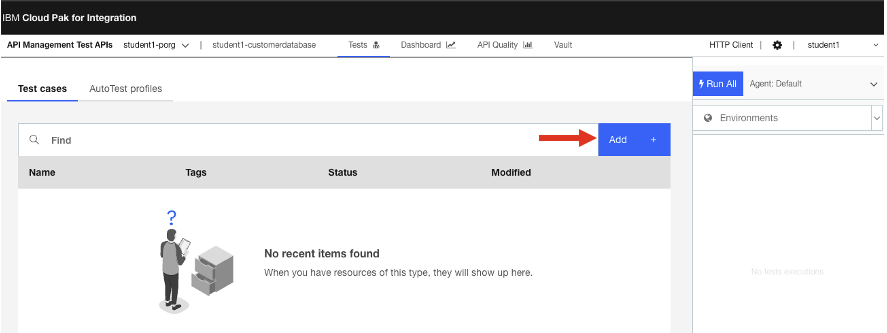 IBM Cloud Pak for Integration
API Management Test APIs student1-porg | student1-customerdatabase Tests Dashboard API Quality Vault HTTP Client | | student1
Test cases AutoTest profiles
Run All Agent: Default
Environments
Find Add +
Name Tags Status Modified
?
No recent items found
When you have resources of this type, they will show up here.
No tests executions